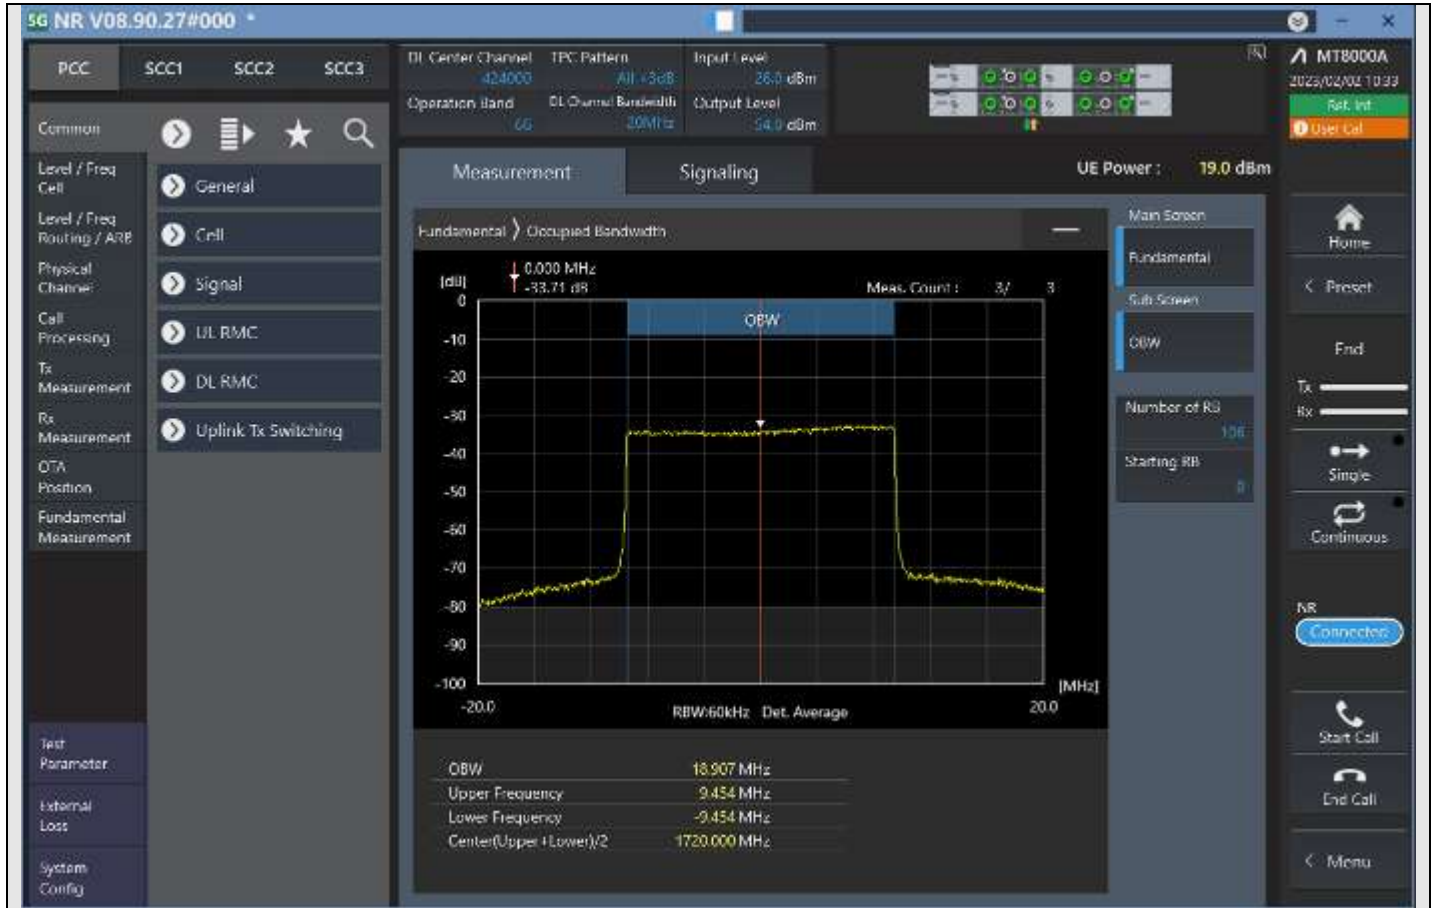 5G NR V08.90.27#000 *
PCC SCC1 SCC2 SCC3
DL Center Channel
424000
TPC Pattern
All +3dB
Input Level
26.0 dBm
Operation Band
66
DL Channel Bandwidth
20MHz
Output Level
-54.0 dBm
MT8000A
2023/02/02 10:33
Ref. Int
User Cal
Common
Level / Freq
Cell
Level / Freq
Routing / ARB
Physical
Channel
Call
Processing
Tx
Measurement
Rx
Measurement
OTA
Position
Fundamental
Measurement
Test
Parameter
External
Loss
System
Config
General
Cell
Signal
UL RMC
DL RMC
Uplink Tx Switching
Measurement Signaling
UE Power : 19.0 dBm
Fundamental > Occupied Bandwidth
[dB]
0.000 MHz
-33.71 dB
Meas. Count : 3/ 3
OBW
0
-10
-20
-30
-40
-50
-60
-70
-80
-90
-100
-20.0
20.0
[MHz]
RBW:60kHz Det. Average
OBW 18.907 MHz
Upper Frequency 9.454 MHz
Lower Frequency -9.454 MHz
Center(Upper+Lower)/2 1720.000 MHz
Main Screen
Fundamental
Sub Screen
OBW
Number of RB
106
Starting RB
0
Home
< Preset
End
Tx
Rx
Single
Continuous
NR
Connected
Start Call
End Call
< Menu